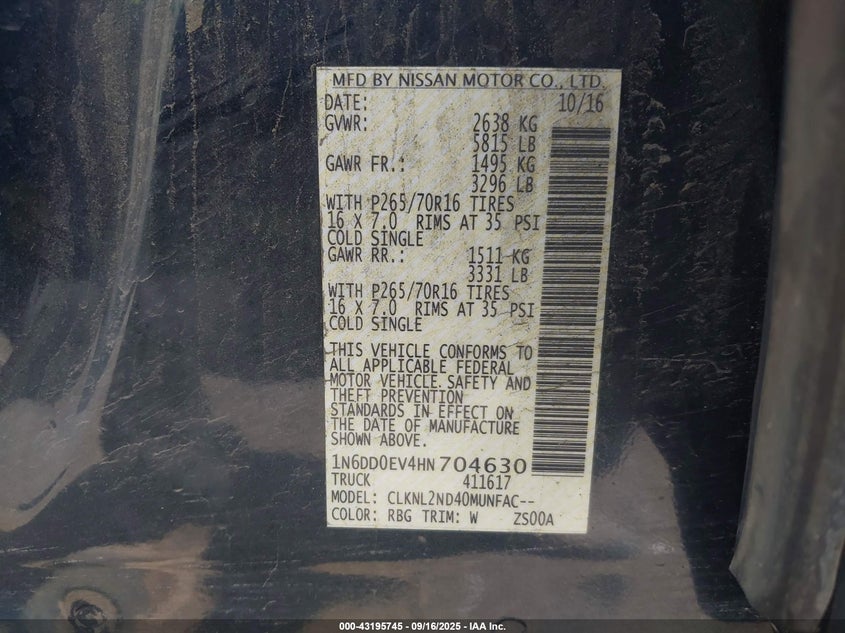 MFD BY NISSAN MOTOR CO., LTD.
DATE: 10/16
GVWR: 2638 KG
5815 LB
GAWR FR.: 1495 KG
3296 LB
WITH P265/70R16 TIRES
16 X 7.0 RIMS AT 35 PSI
COLD SINGLE
GAWR RR.: 1511 KG
3331 LB
WITH P265/70R16 TIRES
16 X 7.0 RIMS AT 35 PSI
COLD SINGLE
THIS VEHICLE CONFORMS TO
ALL APPLICABLE FEDERAL
MOTOR VEHICLE SAFETY AND
THEFT PREVENTION
STANDARDS IN EFFECT ON
THE DATE OF MANUFACTURE
SHOWN ABOVE.
1N6DD0EV4HN704630
TRUCK 411617
MODEL: CLKNL2ND40MUNFAC--
COLOR: RBG TRIM: W ZS00A
000-43195745 - 09/16/2025 - IAA Inc.